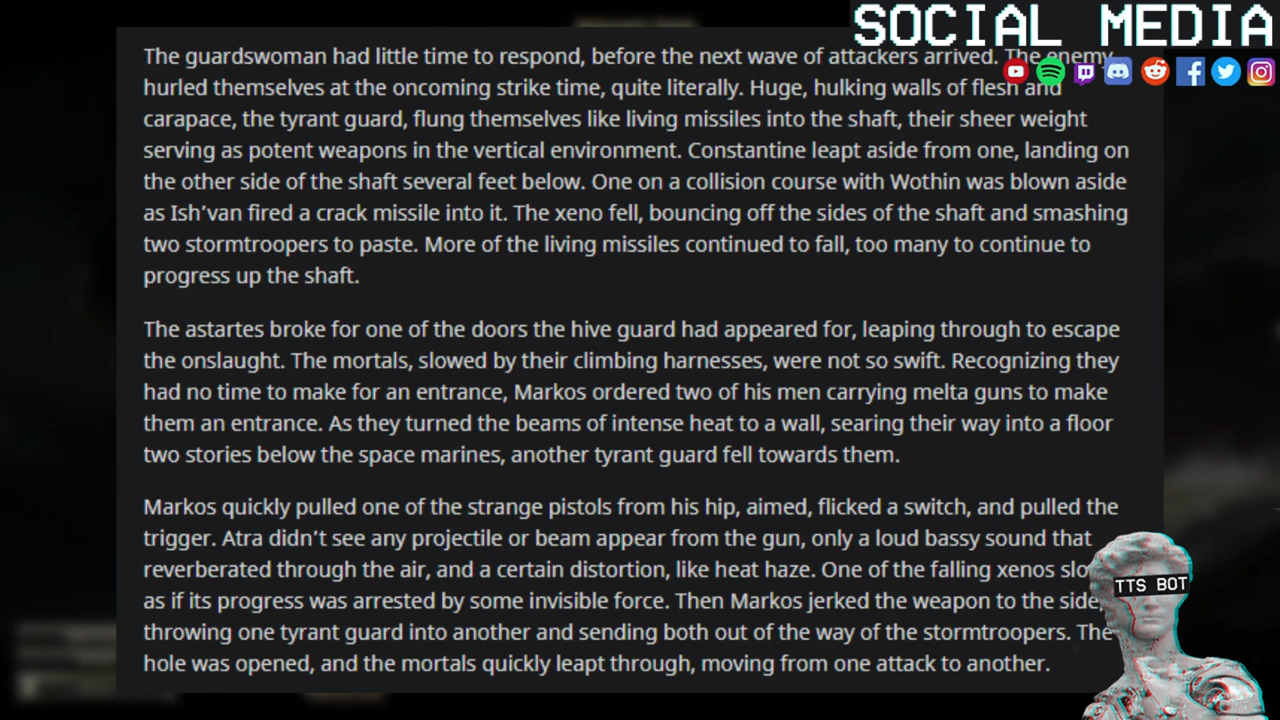 SOCIAL MEDIA
The guardswoman had little time to respond, before the next wave of attackers arrived. The enemy
hurled themselves at the oncoming strike time, quite literally. Huge, hulking walls of flesh and
carapace, the tyrant guard, flung themselves like living missiles into the shaft, their sheer weight
serving as potent weapons in the vertical environment. Constantine leapt aside from one, landing on
the other side of the shaft several feet below. One on a collision course with Wothin was blown aside
as Ish’van fired a crack missile into it. The xeno fell, bouncing off the sides of the shaft and smashing
two stormtroopers to paste. More of the living missiles continued to fall, too many to continue to
progress up the shaft.
The astartes broke for one of the doors the hive guard had appeared for, leaping through to escape
the onslaught. The mortals, slowed by their climbing harnesses, were not so swift. Recognizing they
had no time to make for an entrance, Markos ordered two of his men carrying melta guns to make
them an entrance. As they turned the beams of intense heat to a wall, searing their way into a floor
two stories below the space marines, another tyrant guard fell towards them.
Markos quickly pulled one of the strange pistols from his hip, aimed, flicked a switch, and pulled the
trigger. Atra didn’t see any projectile or beam appear from the gun, only a loud bassy sound that
reverberated through the air, and a certain distortion, like heat haze. One of the falling xenos
as if its progress was arrested by some invisible force. Then Markos jerked the weapon to the side,
throwing one tyrant guard into another and sending both out of the way of the stormtroopers. The
hole was opened, and the mortals quickly leapt through, moving from one attack to another.
TTS BOT